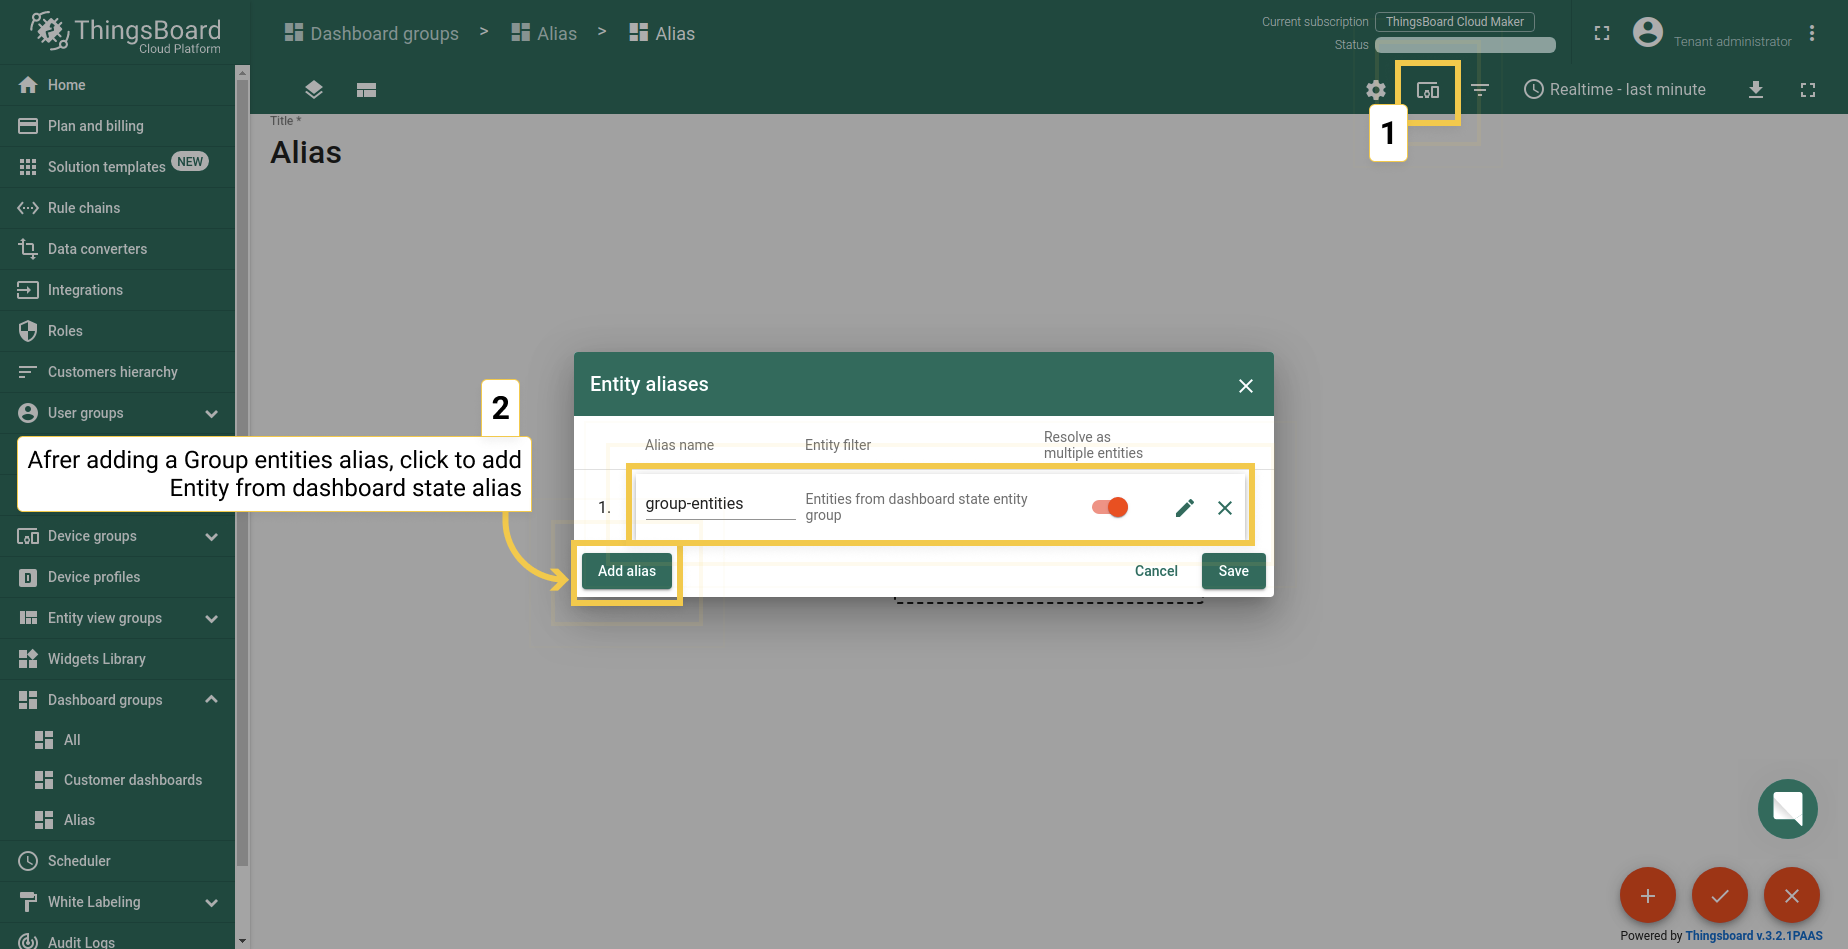 ThingsBoard
Cloud Platform
Dashboard groups > Alias > Alias
Current subscription ThingsBoard Cloud Maker
Status
Tenant administrator
Realtime - last minute
Home
Plan and billing
Solution templates NEW
Rule chains
Data converters
Integrations
Roles
Customers hierarchy
User groups
Device groups
Device profiles
Entity view groups
Widgets Library
Dashboard groups
All
Customer dashboards
Alias
Scheduler
White Labeling
Audit Logs
Title *
Alias
1
2
Afrer adding a Group entities alias, click to add
Entity from dashboard state alias
Entity aliases
Alias name
Entity filter
Resolve as
multiple entities
1.
group-entities
Entities from dashboard state entity
group
Add alias
Cancel
Save
Powered by Thingsboard v.3.2.1PAAS